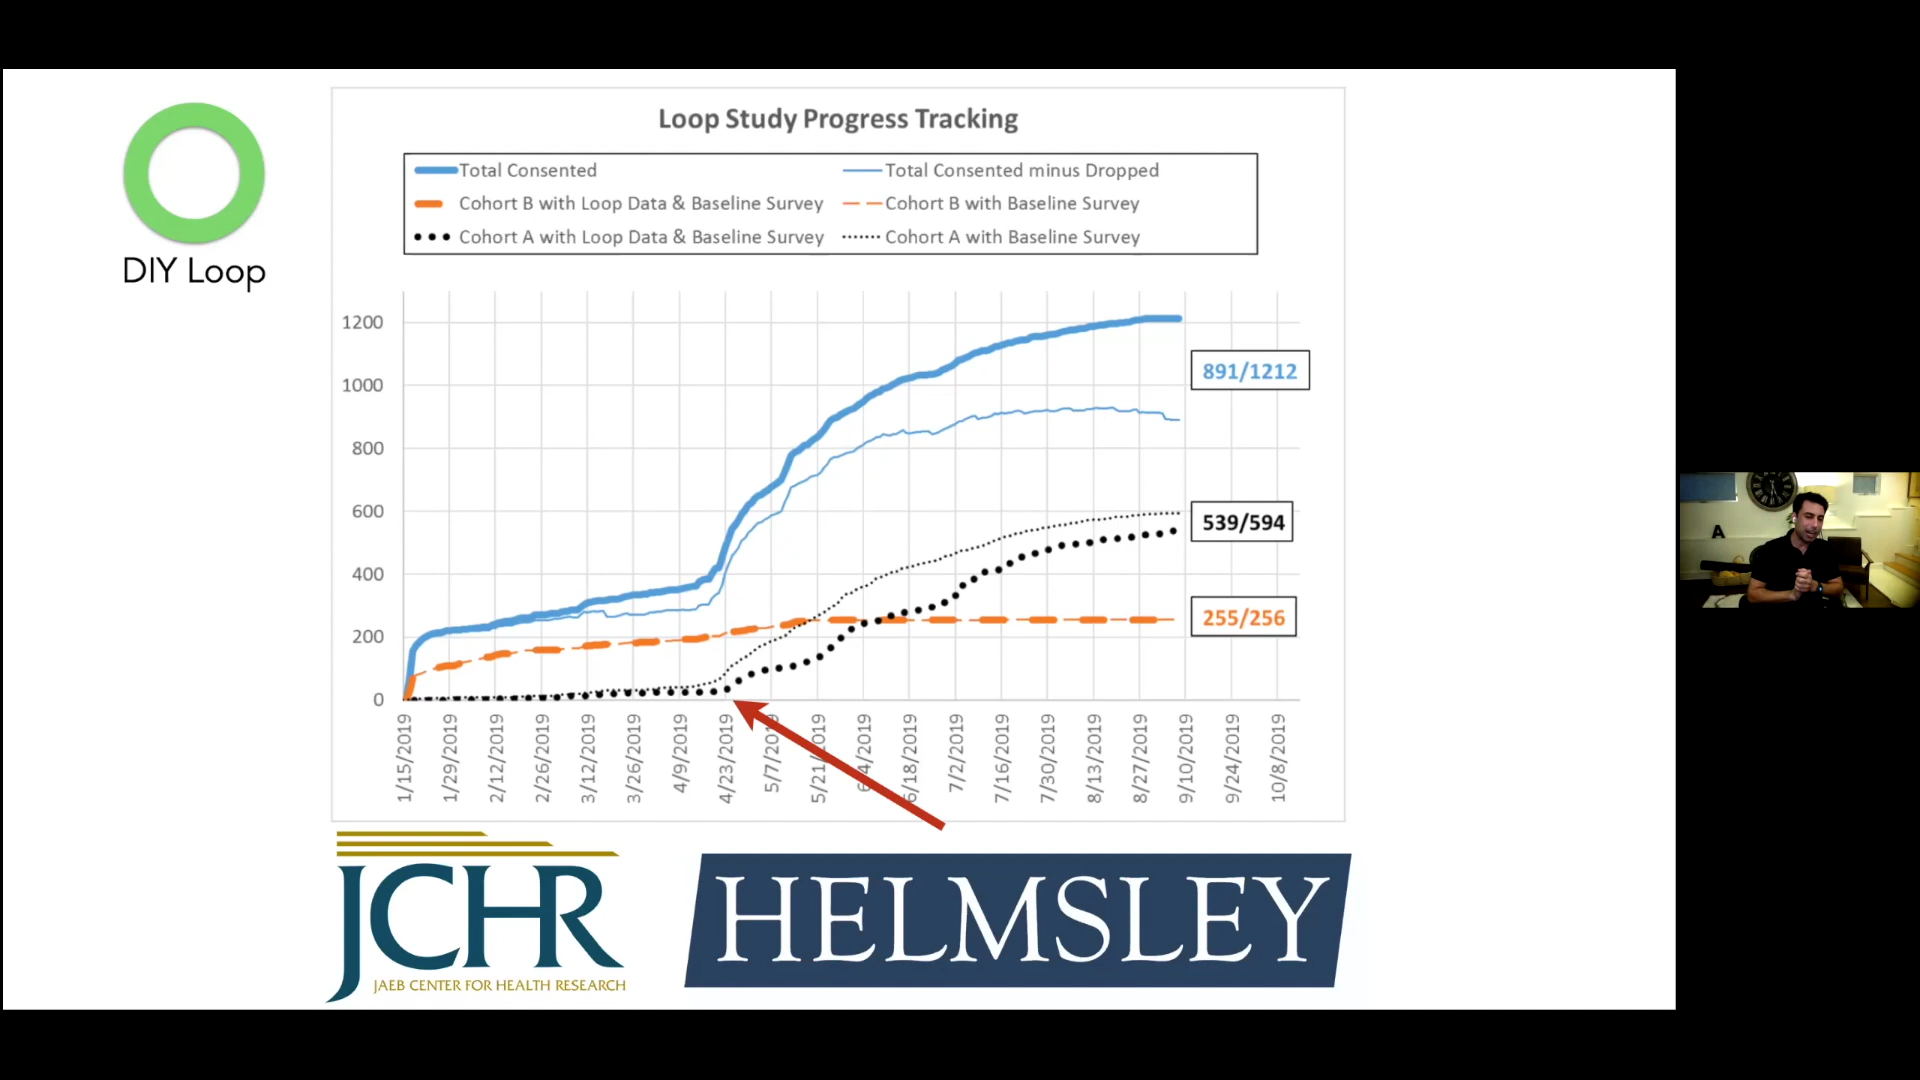 DIY Loop
Loop Study Progress Tracking
Total Consented
Total Consented minus Dropped
Cohort B with Loop Data & Baseline Survey
Cohort B with Baseline Survey
Cohort A with Loop Data & Baseline Survey
Cohort A with Baseline Survey
1200
1000
800
600
400
200
0
891/1212
539/594
255/256
1/15/2019
1/29/2019
2/12/2019
2/26/2019
3/12/2019
3/26/2019
4/9/2019
4/23/2019
5/7/2019
5/21/2019
6/4/2019
6/18/2019
7/2/2019
7/16/2019
7/30/2019
8/13/2019
8/27/2019
9/10/2019
9/24/2019
10/8/2019
JCHR
JAEB CENTER FOR HEALTH RESEARCH
HELMSLEY
A